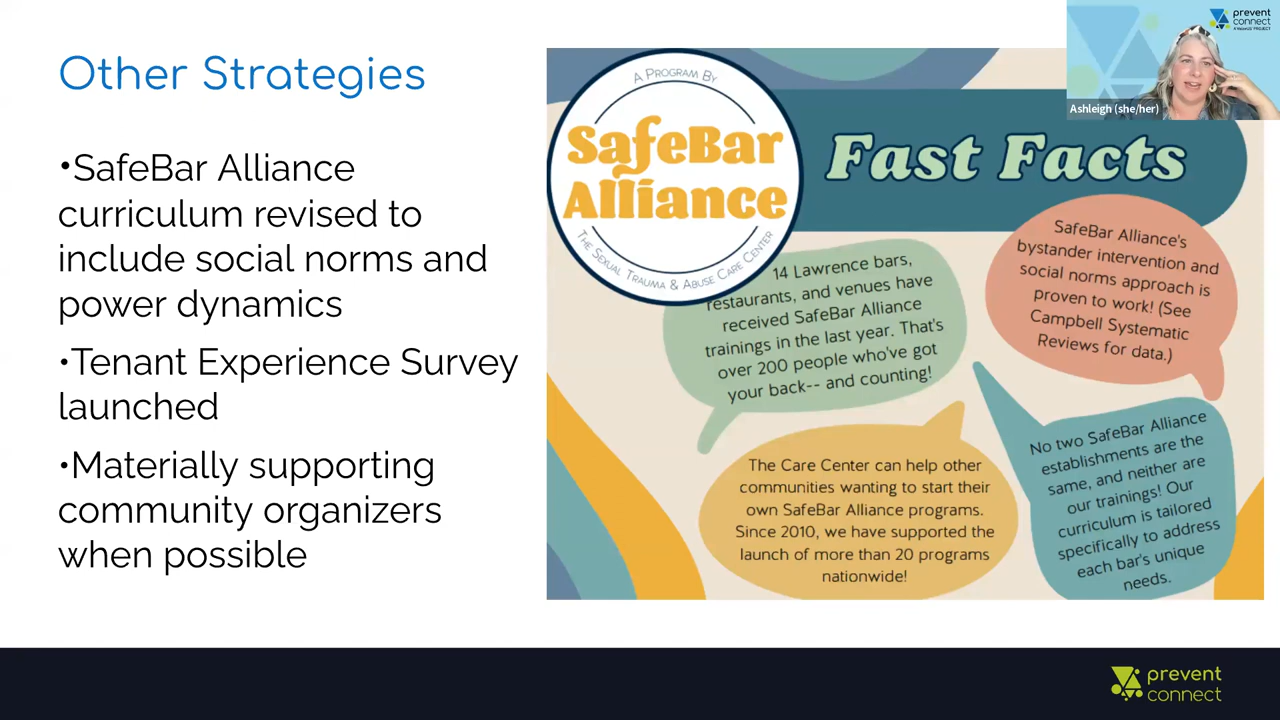 Other Strategies
•SafeBar Alliance
curriculum revised to
include social norms and
power dynamics
•Tenant Experience Survey
launched
•Materially supporting
community organizers
when possible
A Program By
SafeBar
Alliance
The Sexual Trauma & Abuse Care Center
Fast Facts
14 Lawrence bars,
restaurants, and venues have
received SafeBar Alliance
trainings in the last year. That's
over 200 people who've got
your back-- and counting!
SafeBar Alliance's
bystander intervention and
social norms approach is
proven to work! (See
Campbell Systematic
Reviews for data.)
The Care Center can help other
communities wanting to start their
own SafeBar Alliance programs.
Since 2010, we have supported the
launch of more than 20 programs
nationwide!
No two SafeBar Alliance
establishments are the
same, and neither are
our trainings! Our
curriculum is tailored
specifically to address
each bar's unique
needs.
prevent
connect
Ashleigh (she/her)
prevent
connect